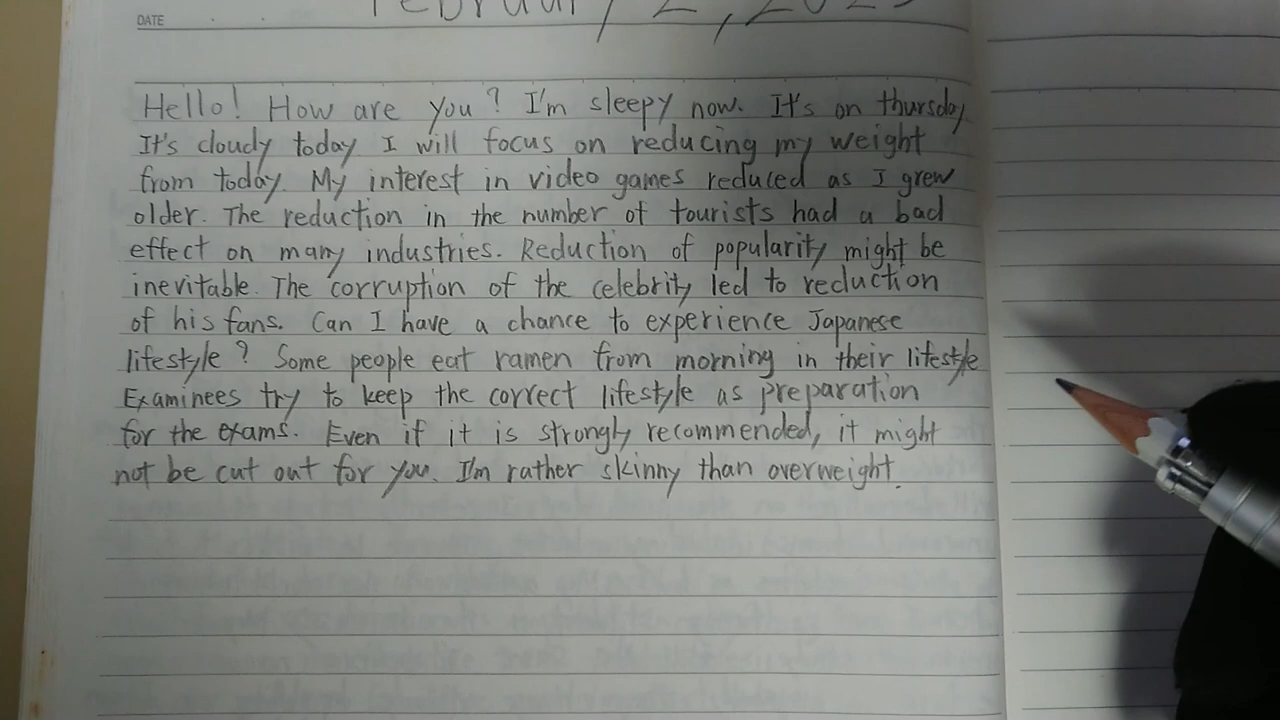 DATE
February 2, 2023
Hello! How are you? I'm sleepy now. It's on thursday.
It's cloudy today. I will focus on reducing my weight
from today. My interest in video games reduced as I grew
older. The reduction in the number of tourists had a bad
effect on many industries. Reduction of popularity might be
inevitable. The corruption of the celebrity led to reduction
of his fans. Can I have a chance to experience Japanese
lifestyle? Some people eat ramen from morning in their lifestyle
Examinees try to keep the correct lifestyle as preparation
for the exams. Even if it is strongly recommended, it might
not be cut out for you. I'm rather skinny than overweight.